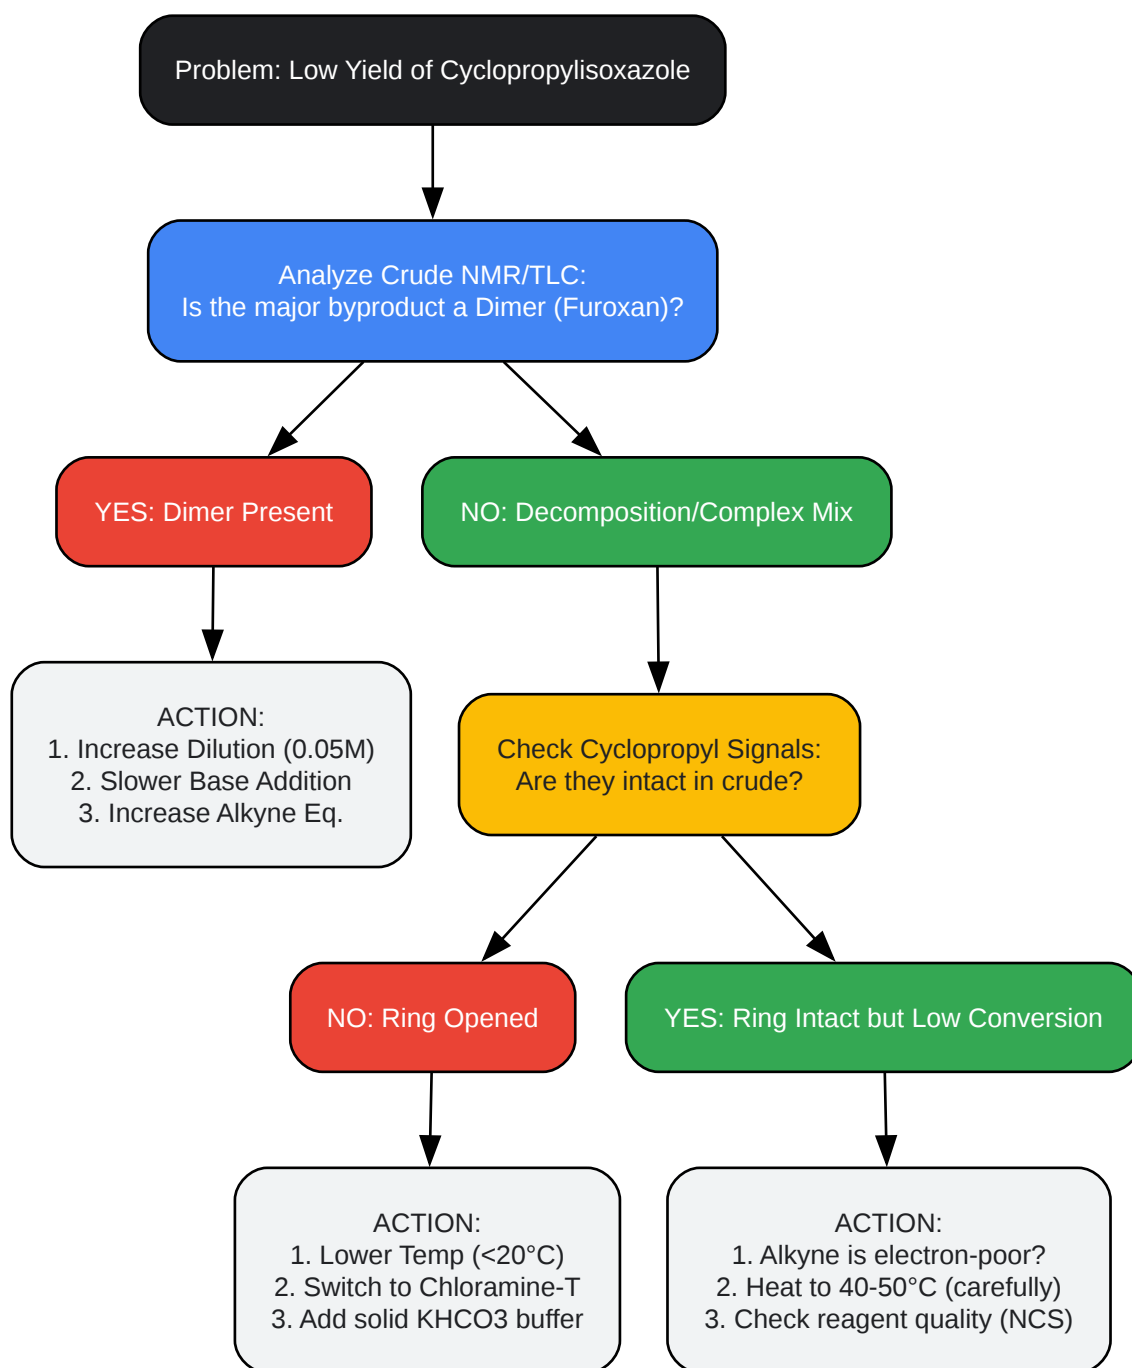 Problem: Low Yield of Cyclopropylisoxazole
Analyze Crude NMR/TLC:
Is the major byproduct a Dimer (Furoxan)?
YES: Dimer Present
NO: Decomposition/Complex Mix
ACTION:
1. Increase Dilution (0.05M)
2. Slower Base Addition
3. Increase Alkyne Eq.
Check Cyclopropyl Signals:
Are they intact in crude?
NO: Ring Opened
YES: Ring Intact but Low Conversion
ACTION:
1. Lower Temp (<20°C)
2. Switch to Chloramine-T
3. Add solid KHCO3 buffer
ACTION:
1. Alkyne is electron-poor?
2. Heat to 40-50°C (carefully)
3. Check reagent quality (NCS)